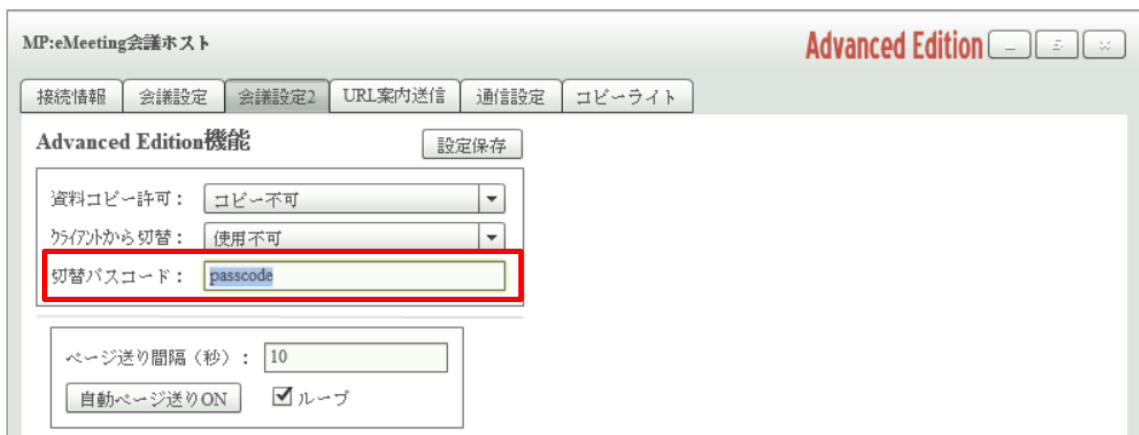 MP:eMeeting会議ホスト
Advanced Edition
接続情報 会議設定 会議設定2 URL案内送信 通信設定 コピーライト
Advanced Edition機能 設定保存
資料コピー許可： コピー不可
ｸﾗｲｱﾝﾄから切替： 使用不可
切替パスコード： passcode
ページ送り間隔（秒）： 10
自動ページ送りON ループ